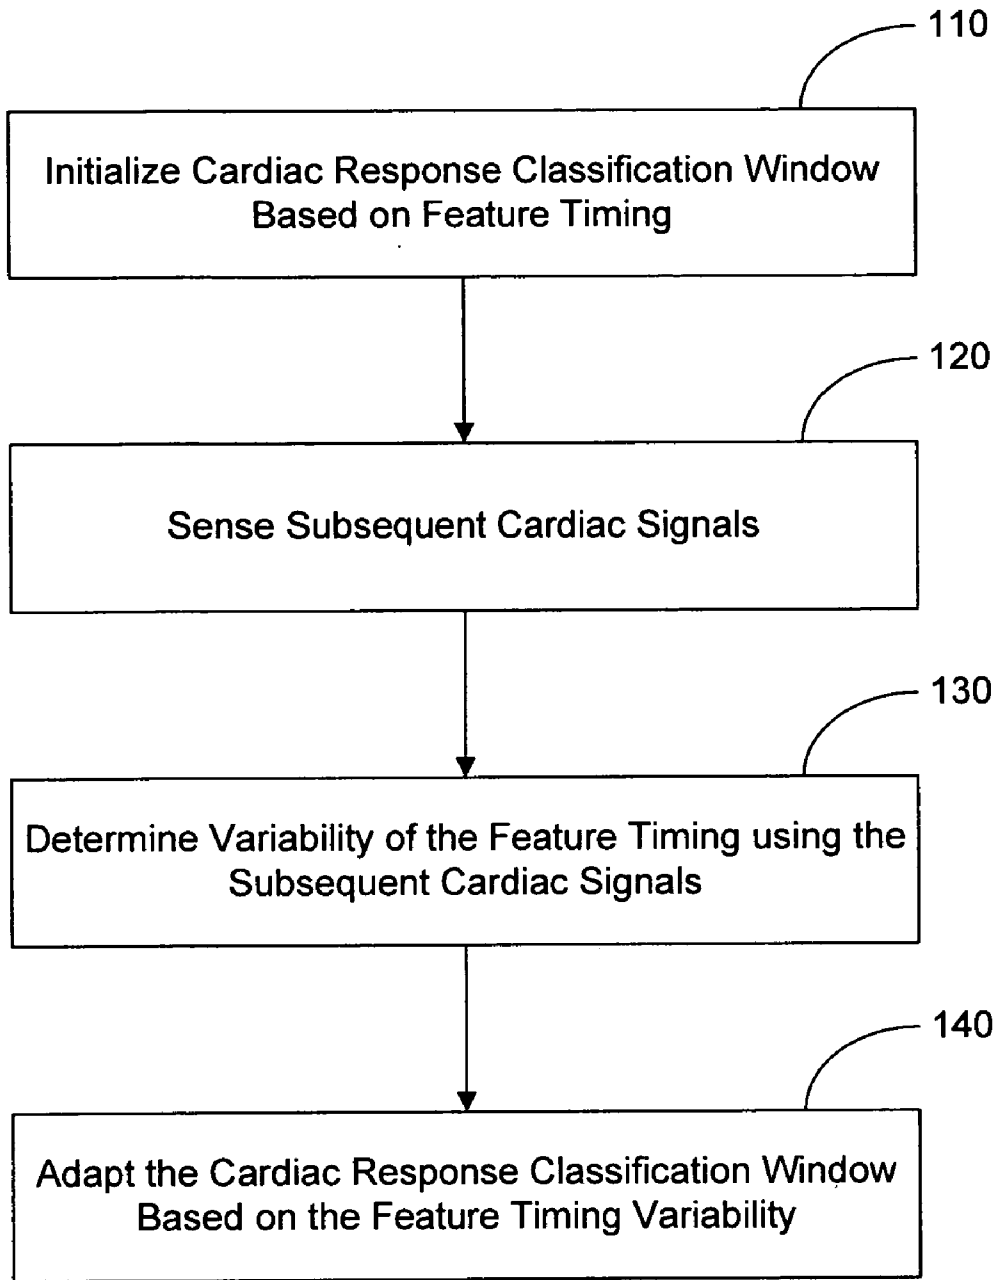 110
Initialize Cardiac Response Classification Window
Based on Feature Timing
120
Sense Subsequent Cardiac Signals
130
Determine Variability of the Feature Timing using the
Subsequent Cardiac Signals
140
Adapt the Cardiac Response Classification Window
Based on the Feature Timing Variability